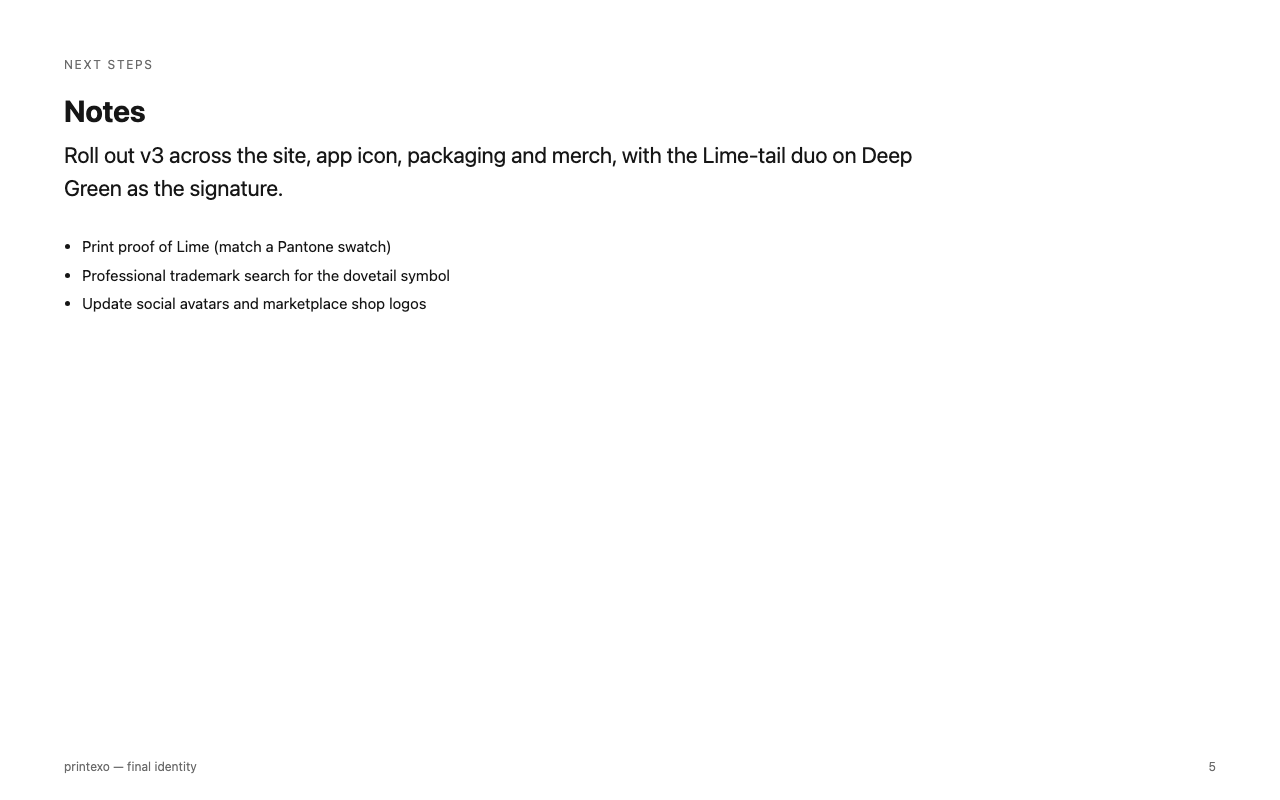 NEXT STEPS
Notes
Roll out v3 across the site, app icon, packaging and merch, with the Lime-tail duo on Deep
Green as the signature.
• Print proof of Lime (match a Pantone swatch)
• Professional trademark search for the dovetail symbol
• Update social avatars and marketplace shop logos
printexo — final identity
5